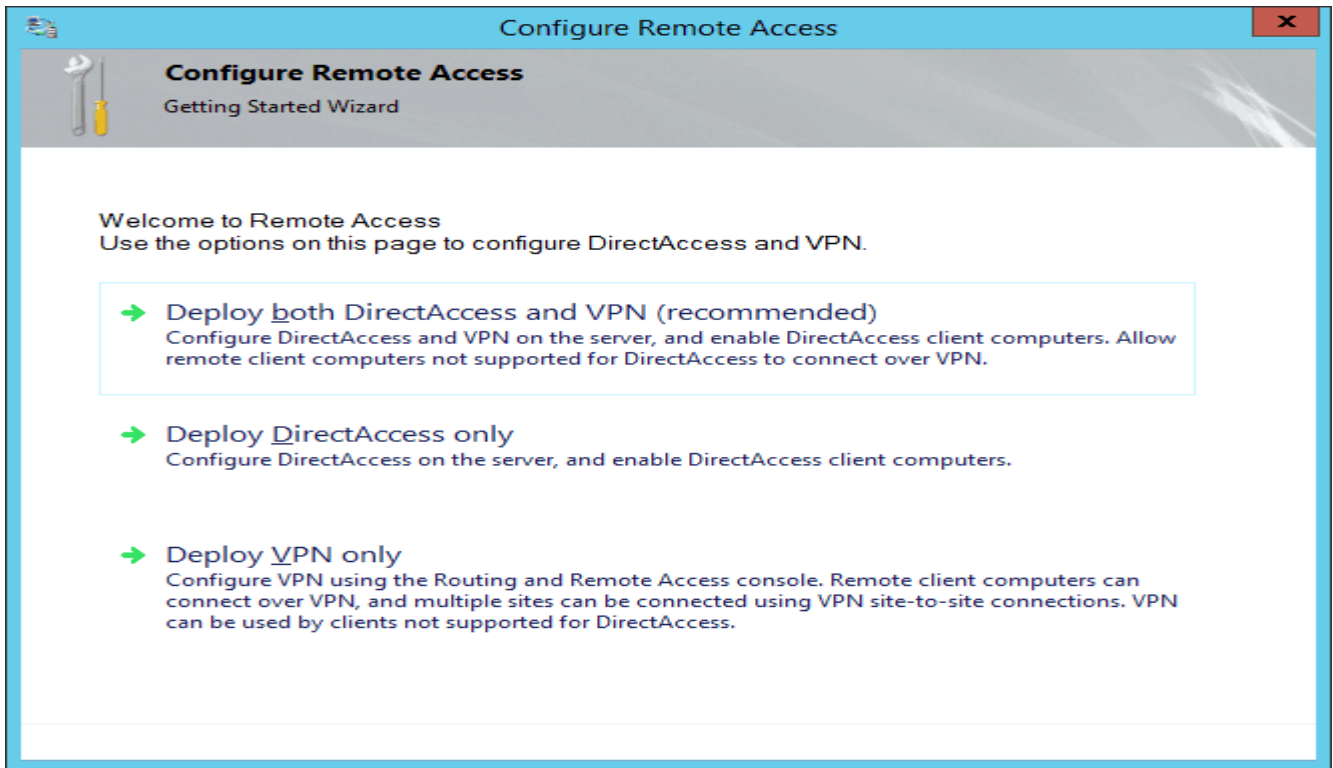 Configure Remote Access
x
Configure Remote Access
Getting Started Wizard
Welcome to Remote Access
Use the options on this page to configure DirectAccess and VPN.
Deploy both DirectAccess and VPN (recommended)
Configure DirectAccess and VPN on the server, and enable DirectAccess client computers. Allow
remote client computers not supported for DirectAccess to connect over VPN.
Deploy DirectAccess only
Configure DirectAccess on the server, and enable DirectAccess client computers.
Deploy VPN only
Configure VPN using the Routing and Remote Access console. Remote client computers can
connect over VPN, and multiple sites can be connected using VPN site-to-site connections. VPN
can be used by clients not supported for DirectAccess.